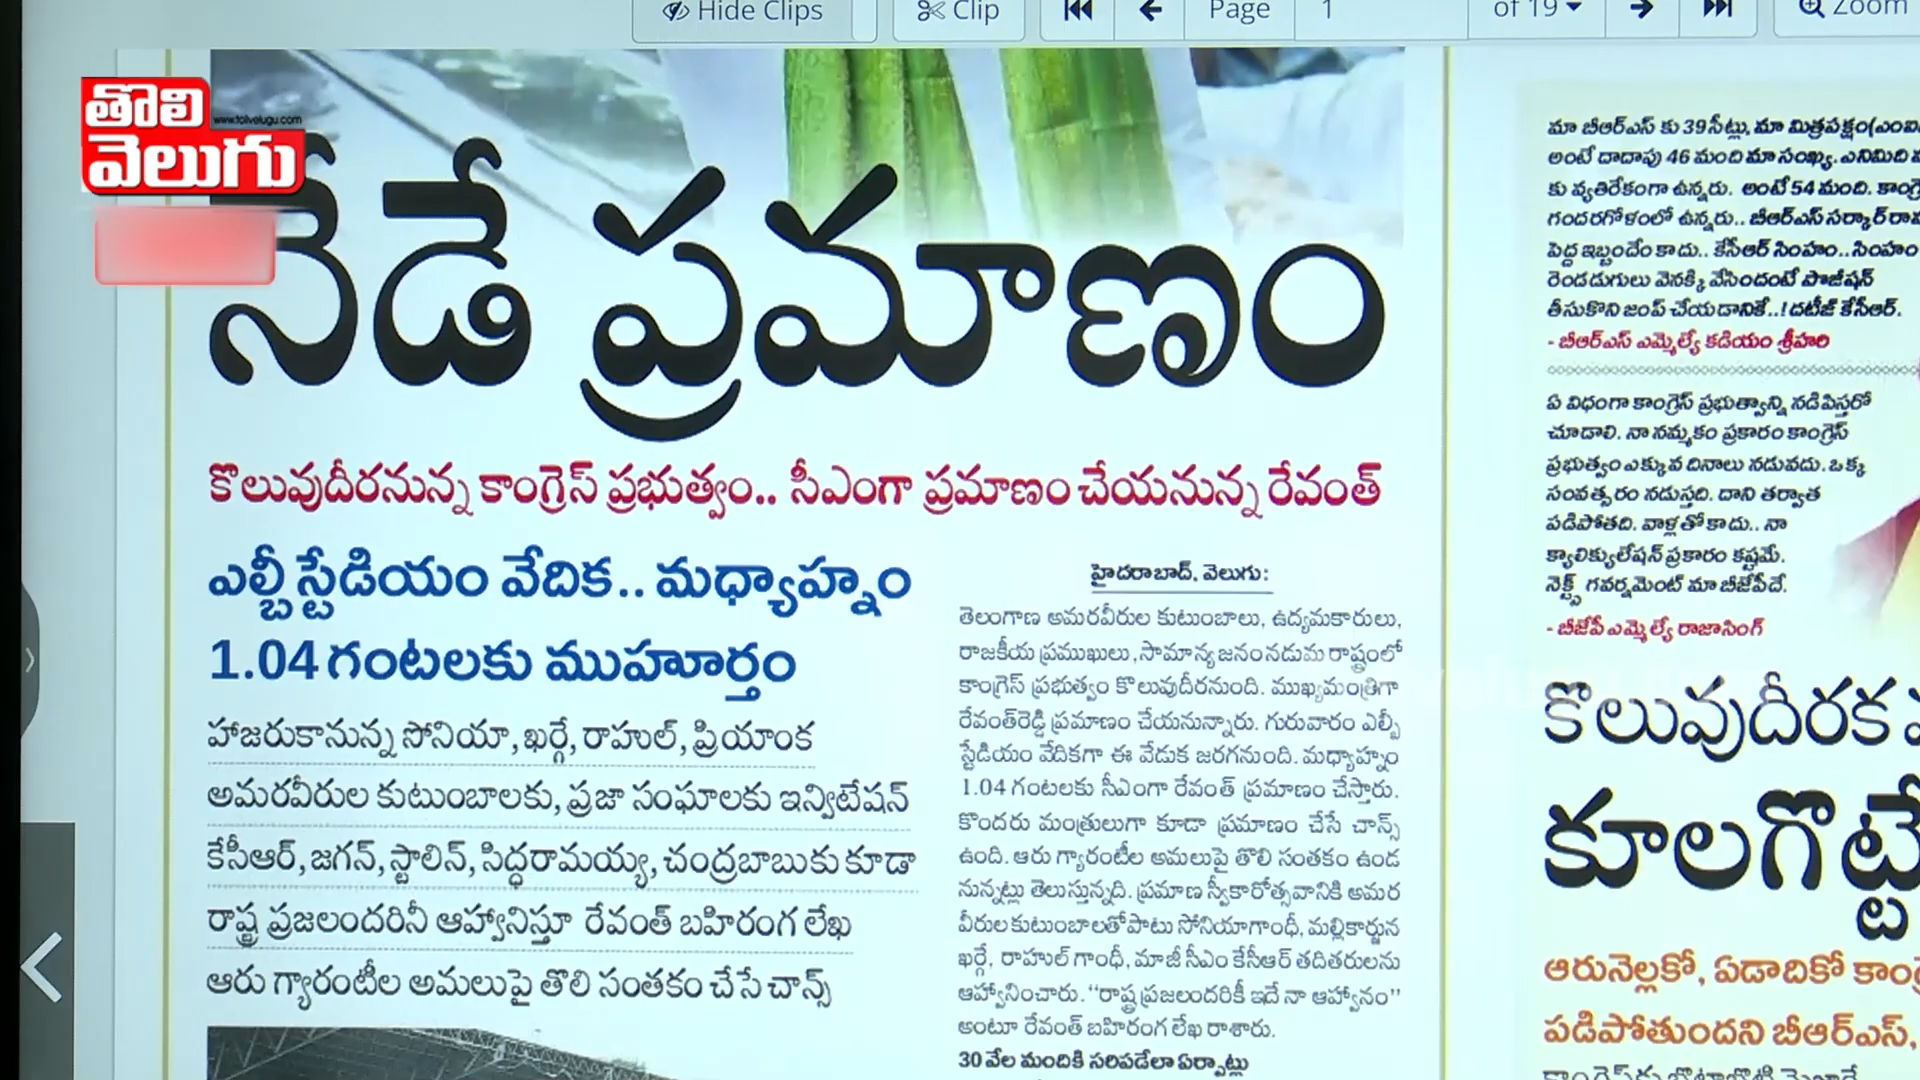 Hide Clips
Clip
Page
1
of 19
Zoom
తొలి
వెలుగు
www.tolivelugu.com
నేడే ప్రమాణం
కొలువుదీరనున్న కాంగ్రెస్ ప్రభుత్వం.. సీఎంగా ప్రమాణం చేయనున్న రేవంత్
ఎల్బీ స్టేడియం వేదిక.. మధ్యాహ్నం
1.04 గంటలకు ముహూర్తం
హాజరుకానున్న సోనియా, ఖర్గే, రాహుల్, ప్రియాంక
అమరవీరుల కుటుంబాలకు, ప్రజా సంఘాలకు ఇన్విటేషన్
కేసీఆర్, జగన్, స్టాలిన్, సిద్ధరామయ్య, చంద్రబాబుకు కూడా
రాష్ట్ర ప్రజలందరినీ ఆహ్వానిస్తూ రేవంత్ బహిరంగ లేఖ
ఆరు గ్యారంటీల అమలుపై తొలి సంతకం చేసే చాన్స్
హైదరాబాద్, వెలుగు:
తెలంగాణ అమరవీరుల కుటుంబాలు, ఉద్యమకారులు,
రాజకీయ ప్రముఖులు, సామాన్య జనం నడుమ రాష్ట్రంలో
కాంగ్రెస్ ప్రభుత్వం కొలువుదీరనుంది. ముఖ్యమంత్రిగా
రేవంత్‌రెడ్డి ప్రమాణం చేయనున్నారు. గురువారం ఎల్బీ
స్టేడియం వేదికగా ఈ వేడుక జరగనుంది. మధ్యాహ్నం
1.04 గంటలకు సీఎంగా రేవంత్ ప్రమాణం చేస్తారు.
కొందరు మంత్రులుగా కూడా ప్రమాణం చేసే చాన్స్
ఉంది. ఆరు గ్యారంటీల అమలుపై తొలి సంతకం ఉండ
నున్నట్లు తెలుస్తున్నది. ప్రమాణ స్వీకారోత్సవానికి అమర
వీరుల కుటుంబాలతోపాటు సోనియాగాంధీ, మల్లికార్జున
ఖర్గే, రాహుల్ గాంధీ, మాజీ సీఎం కేసీఆర్ తదితరులను
ఆహ్వానించారు. “రాష్ట్ర ప్రజలందరికీ ఇదే నా ఆహ్వానం”
అంటూ రేవంత్ బహిరంగ లేఖ రాశారు.
30 వేల మందికి సరిపడేలా ఏర్పాట్లు
మా బీఆర్ఎస్ కు 39 సీట్లు, మా మిత్రపక్షం(ఎంఐ
అంటే దాదాపు 46 మంది మా సంఖ్య. ఎనిమిది
కు వ్యతిరేకంగా ఉన్నరు. అంటే 54 మంది. కాంగ్రె
గందరగోళంలో ఉన్నరు.. బీఆర్ఎస్ సర్కార్ రావ
పెద్ద ఇబ్బందేం కాదు.. కేసీఆర్ సింహం.. సింహం
రెండడుగులు వెనక్కి వేసిందంటే పొజీషన్
తీసుకొని జంప్ చేయడానికే..! దటీజ్ కేసీఆర్.
- బీఆర్ఎస్ ఎమ్మెల్యే కడియం శ్రీహరి
ఏ విధంగా కాంగ్రెస్ ప్రభుత్వాన్ని నడిపిస్తరో
చూడాలి. నా నమ్మకం ప్రకారం కాంగ్రెస్
ప్రభుత్వం ఎక్కువ దినాలు నడువదు. ఒక్క
సంవత్సరం నడుస్తది. దాని తర్వాత
పడిపోతది. వాళ్లతో కాదు.. నా
క్యాలిక్యులేషన్ ప్రకారం కష్టమే.
నెక్ట్స్ గవర్నమెంట్ మా బీజేపీదే.
- బీజేపీ ఎమ్మెల్యే రాజాసింగ్
కొలువుదీరక
కూలగొట్టే
ఆరునెల్లకో, ఏడాదికో కాంగ్రె
పడిపోతుందని బీఆర్ఎస్,